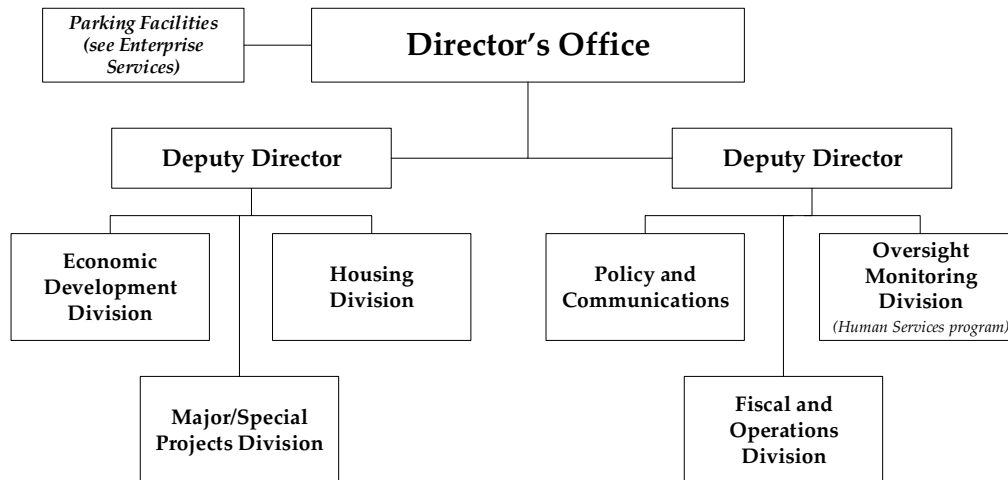 Parking Facilities
(see Enterprise
Services)
Director’s Office
Deputy Director
Deputy Director
Economic
Development
Division
Housing
Division
Policy and
Communications
Oversight
Monitoring
Division
(Human Services program)
Major/Special
Projects Division
Fiscal and
Operations
Division